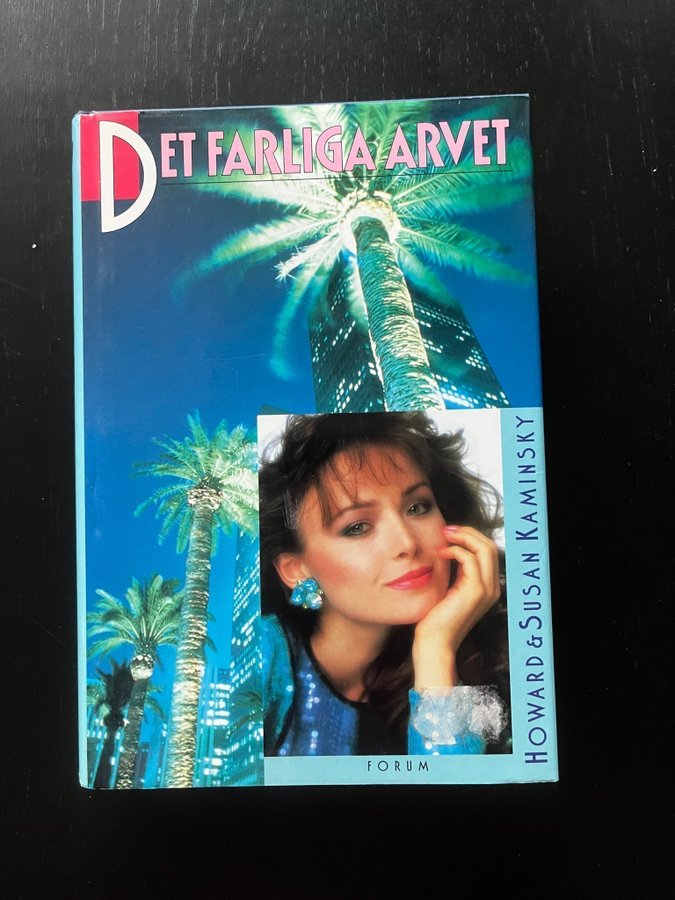 DET FARLIGA ARVET
HOWARD & SUSAN KAMINSKY
FORUM